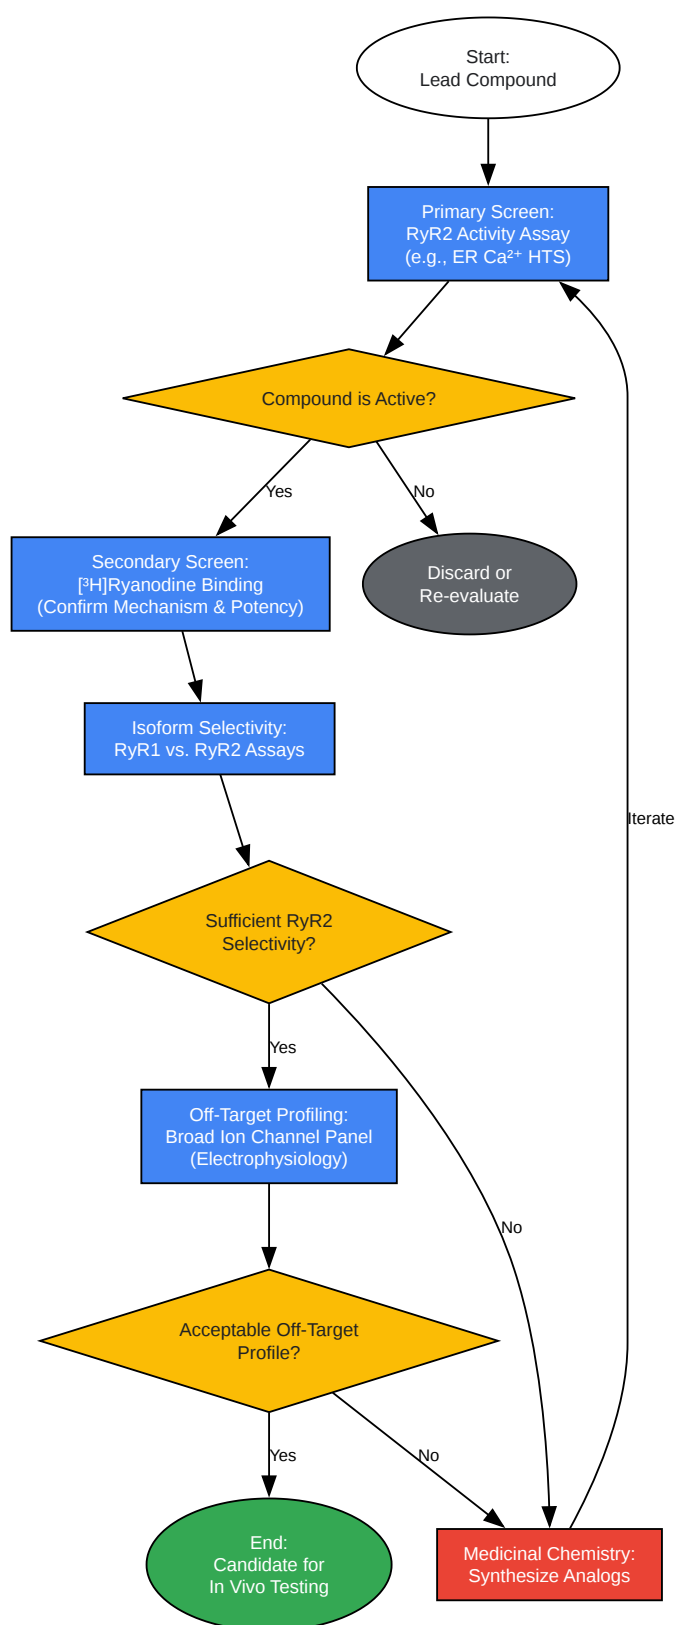 Start:
Lead Compound
Primary Screen:
RyR2 Activity Assay
(e.g., ER Ca²⁺ HTS)
Compound is Active?
Yes
No
Secondary Screen:
[³H]Ryanodine Binding
(Confirm Mechanism & Potency)
Discard or
Re-evaluate
Isoform Selectivity:
RyR1 vs. RyR2 Assays
Iterate
Sufficient RyR2
Selectivity?
Yes
Off-Target Profiling:
Broad Ion Channel Panel
(Electrophysiology)
No
Acceptable Off-Target
Profile?
Yes
No
End:
Candidate for
In Vivo Testing
Medicinal Chemistry:
Synthesize Analogs